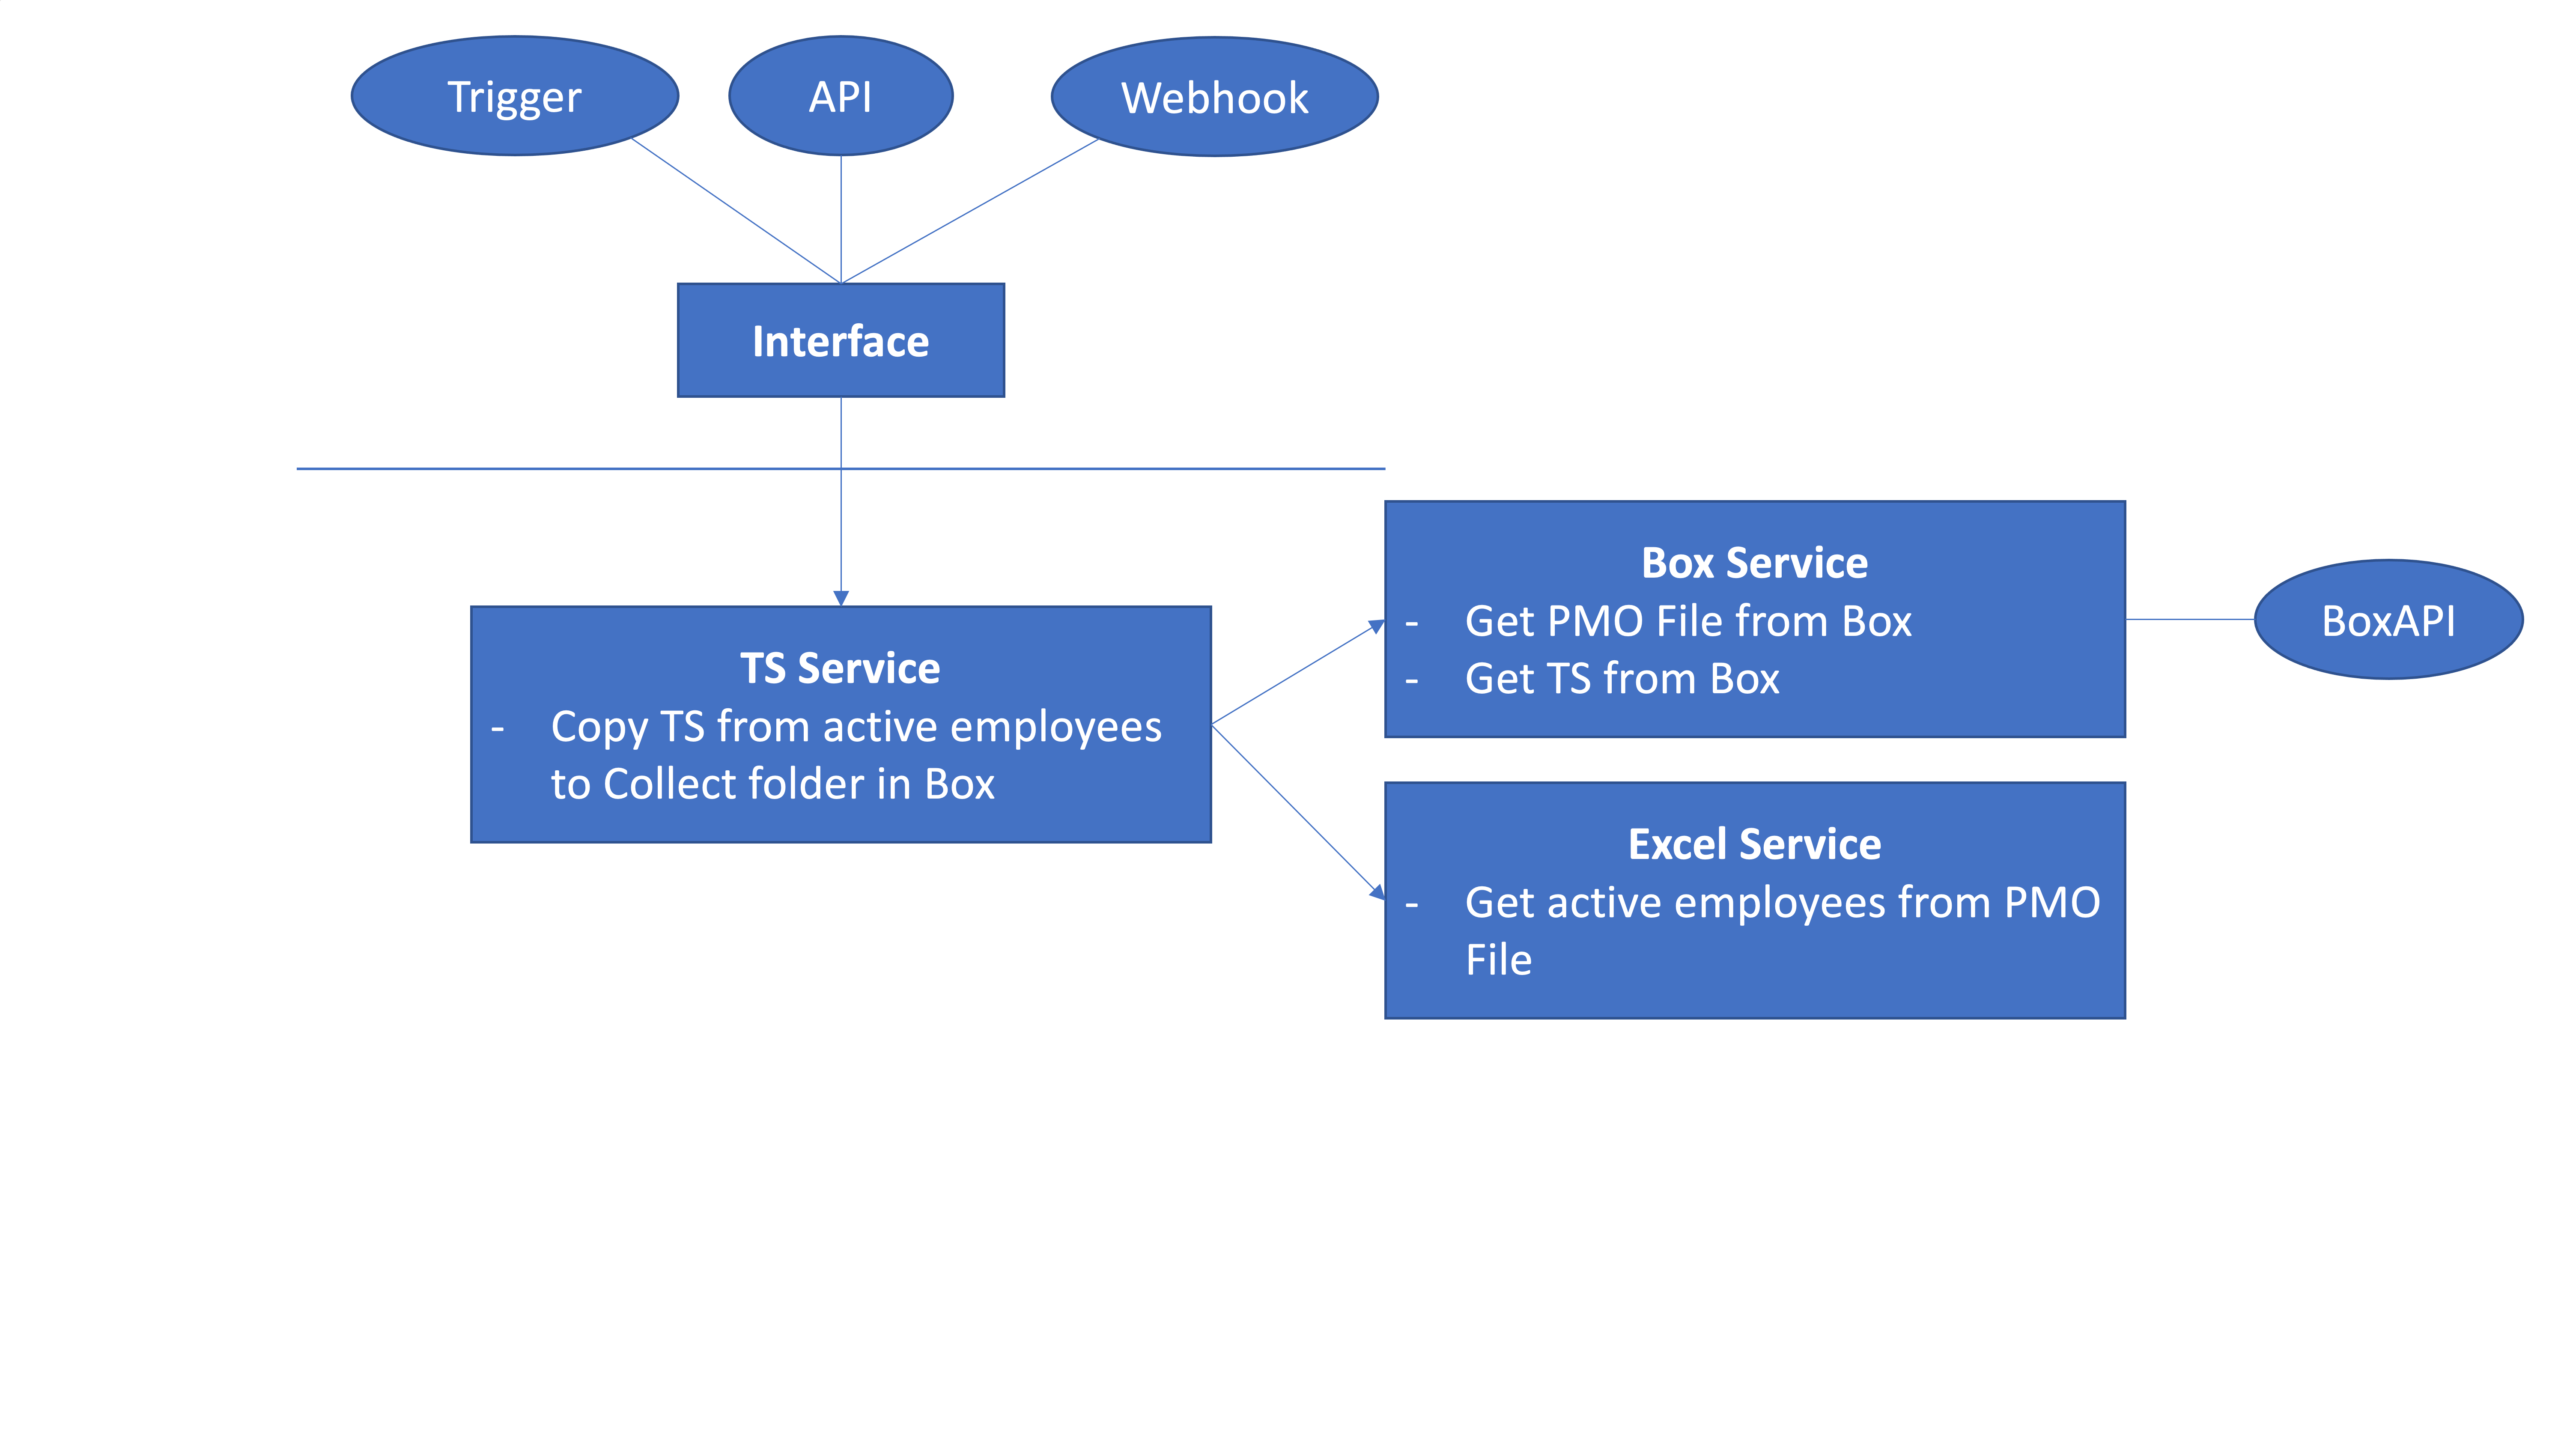 Trigger
API
Webhook
Interface
TS Service
- Copy TS from active employees
to Collect folder in Box
Box Service
- Get PMO File from Box
- Get TS from Box
BoxAPI
Excel Service
- Get active employees from PMO
File